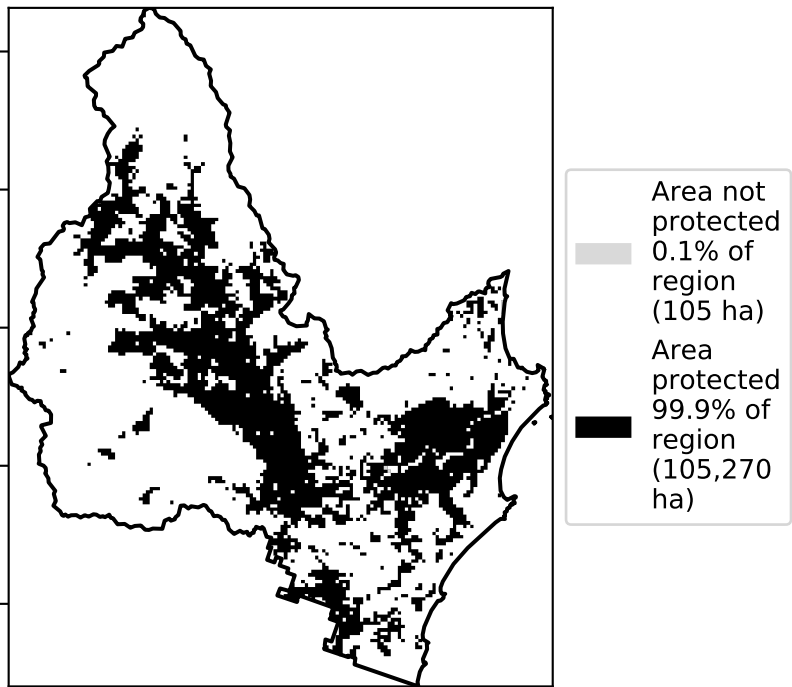 Area not
protected
0.1% of
region
(105 ha)
Area
protected
99.9% of
region
(105,270
ha)